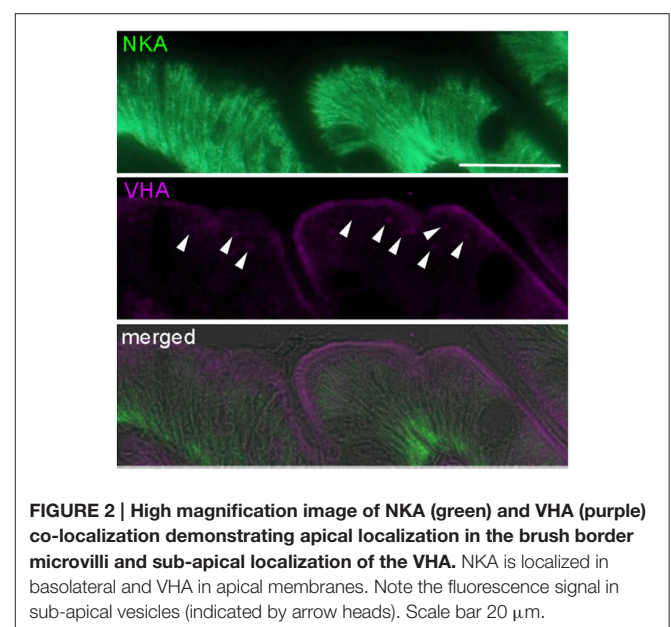 NKA
VHA
merged
FIGURE 2 | High magnification image of NKA (green) and VHA (purple)
co-localization demonstrating apical localization in the brush border
microvilli and sub-apical localization of the VHA. NKA is localized in
basolateral and VHA in apical membranes. Note the fluorescence signal in
sub-apical vesicles (indicated by arrow heads). Scale bar 20 μm.